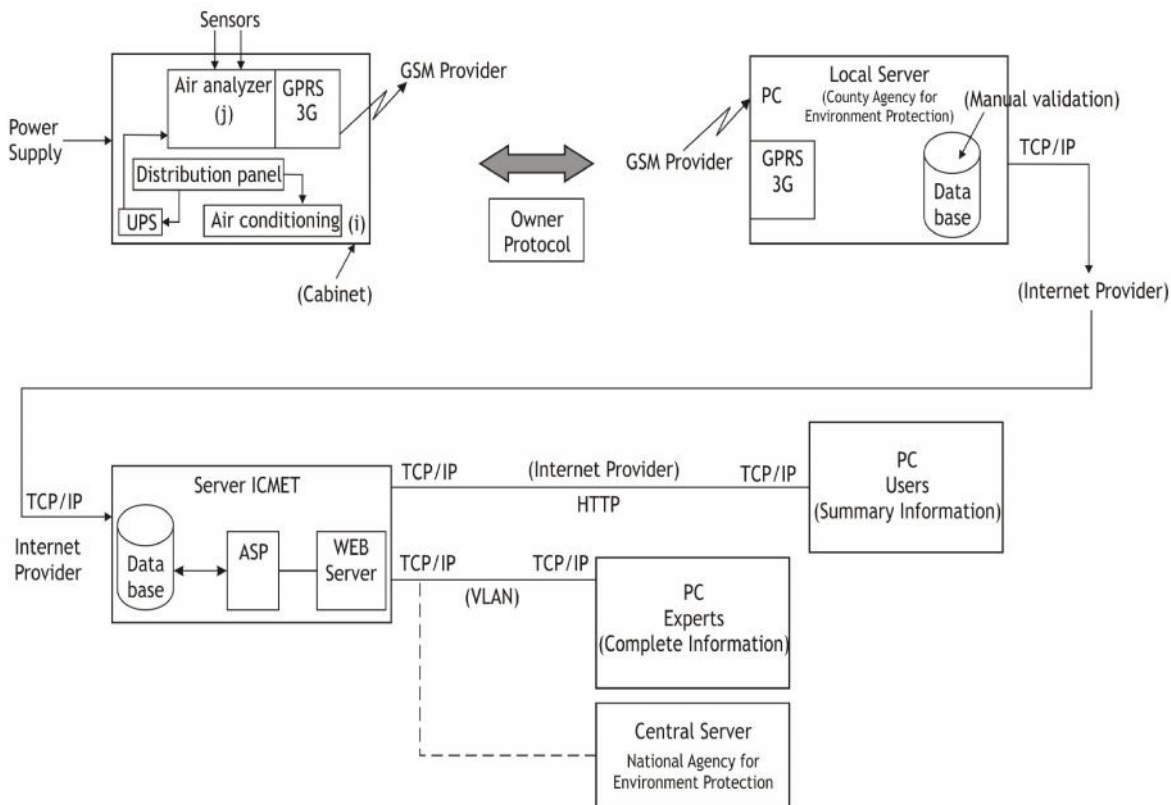 Sensors
Air analyzer
(j)
GPRS
3G
GSM Provider
Power
Supply
Distribution panel
UPS
Air conditioning
(i)
(Cabinet)
Owner
Protocol
GSM Provider
PC
GPRS
3G
Local Server
(County Agency for
Environment Protection)
(Manual validation)
Data
base
TCP/IP
(Internet Provider)
TCP/IP
Internet
Provider
Server ICMET
Data
base
ASP
WEB
Server
TCP/IP
(Internet Provider)
TCP/IP
HTTP
PC
Users
(Summary Information)
TCP/IP
TCP/IP
(VLAN)
PC
Experts
(Complete Information)
Central Server
National Agency for
Environment Protection